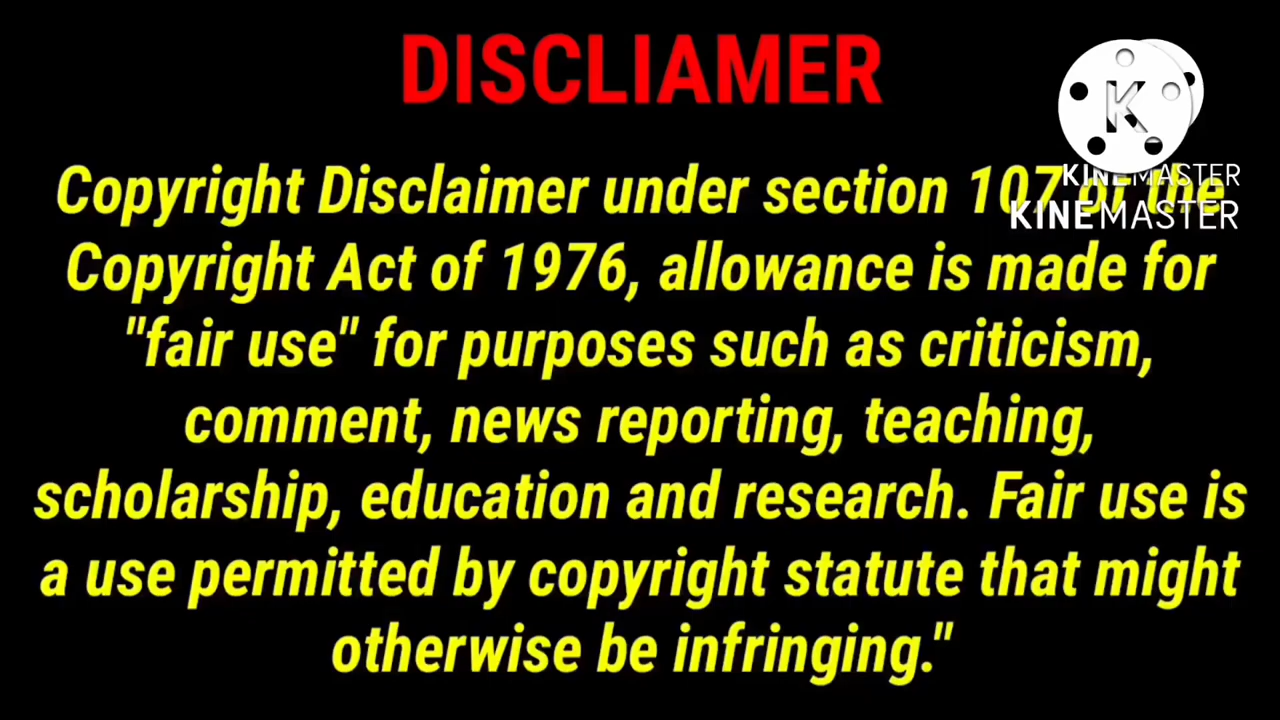 DISCLIAMER
K
KINEMASTER
KINEMASTER
Copyright Disclaimer under section 107 of the
Copyright Act of 1976, allowance is made for
"fair use" for purposes such as criticism,
comment, news reporting, teaching,
scholarship, education and research. Fair use is
a use permitted by copyright statute that might
otherwise be infringing."